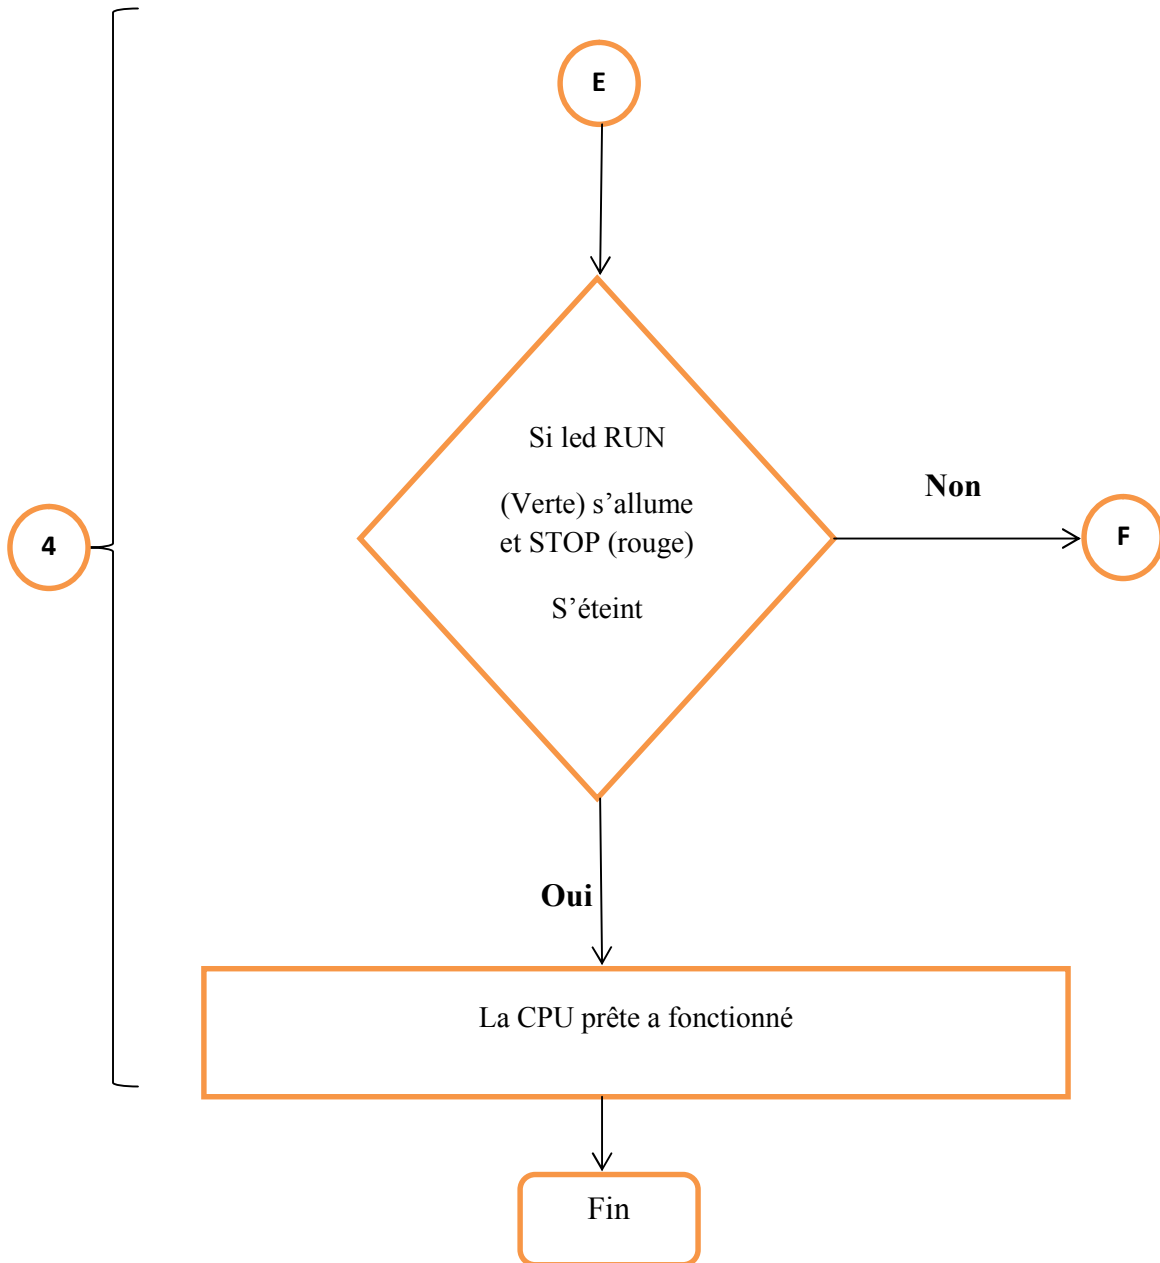 E
Si led RUN
(Verte) s’allume
et STOP (rouge)
S’éteint
Non
F
4
Oui
La CPU prête a fonctionné
Fin